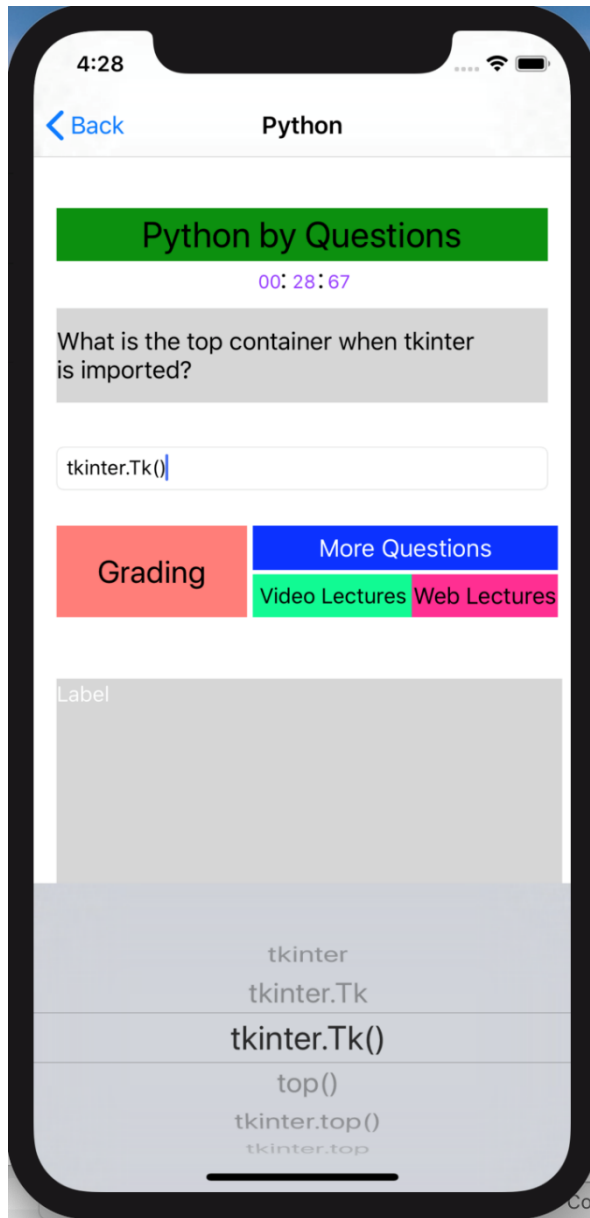 4:28
Back
Python
Python by Questions
00: 28: 67
What is the top container when tkinter
is imported?
tkinter.Tk()
Grading
More Questions
Video Lectures
Web Lectures
Label
tkinter
tkinter.Tk
tkinter.Tk()
top()
tkinter.top()
tkinter.top
Co